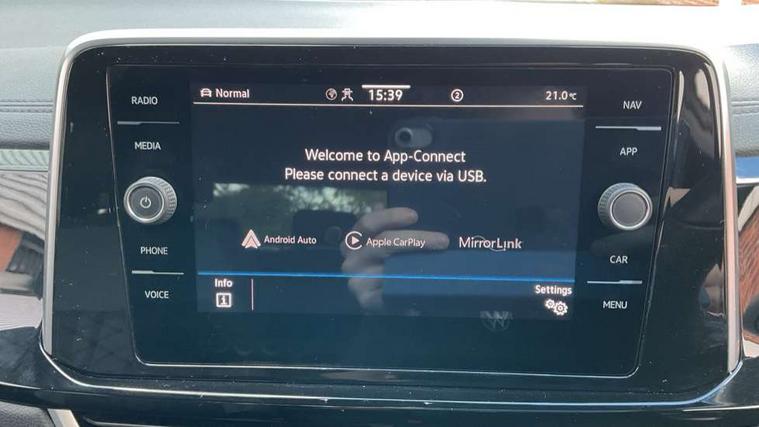 RADIO
MEDIA
PHONE
VOICE
Normal
15:39
2
21.0°C
Welcome to App-Connect
Please connect a device via USB.
Android Auto
Apple CarPlay
MirrorLink
Info
i
Settings
NAV
APP
CAR
MENU